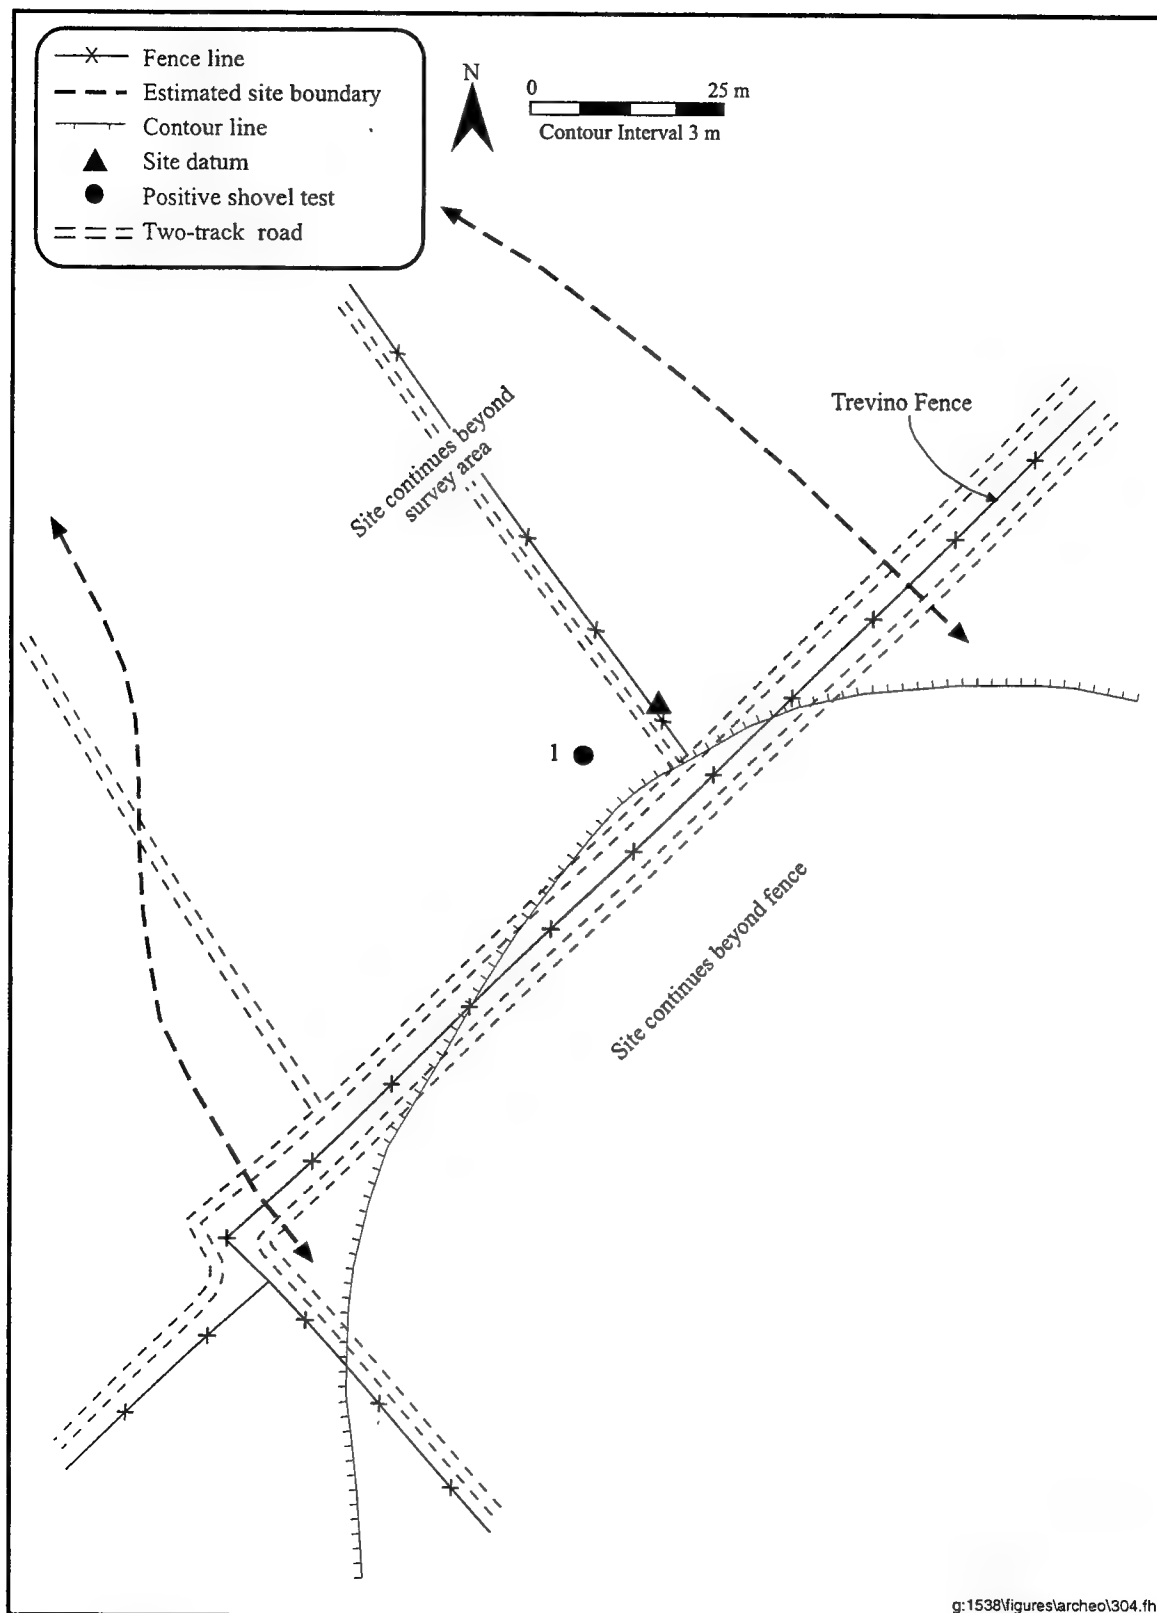 Fence line
Estimated site boundary
Contour line
Site datum
Positive shovel test
Two-track road
N
0 25 m
Contour Interval 3 m
Trevino Fence
Site continues beyond
survey area
1
Site continues beyond fence
g:1538\figures\archeo\304.fh